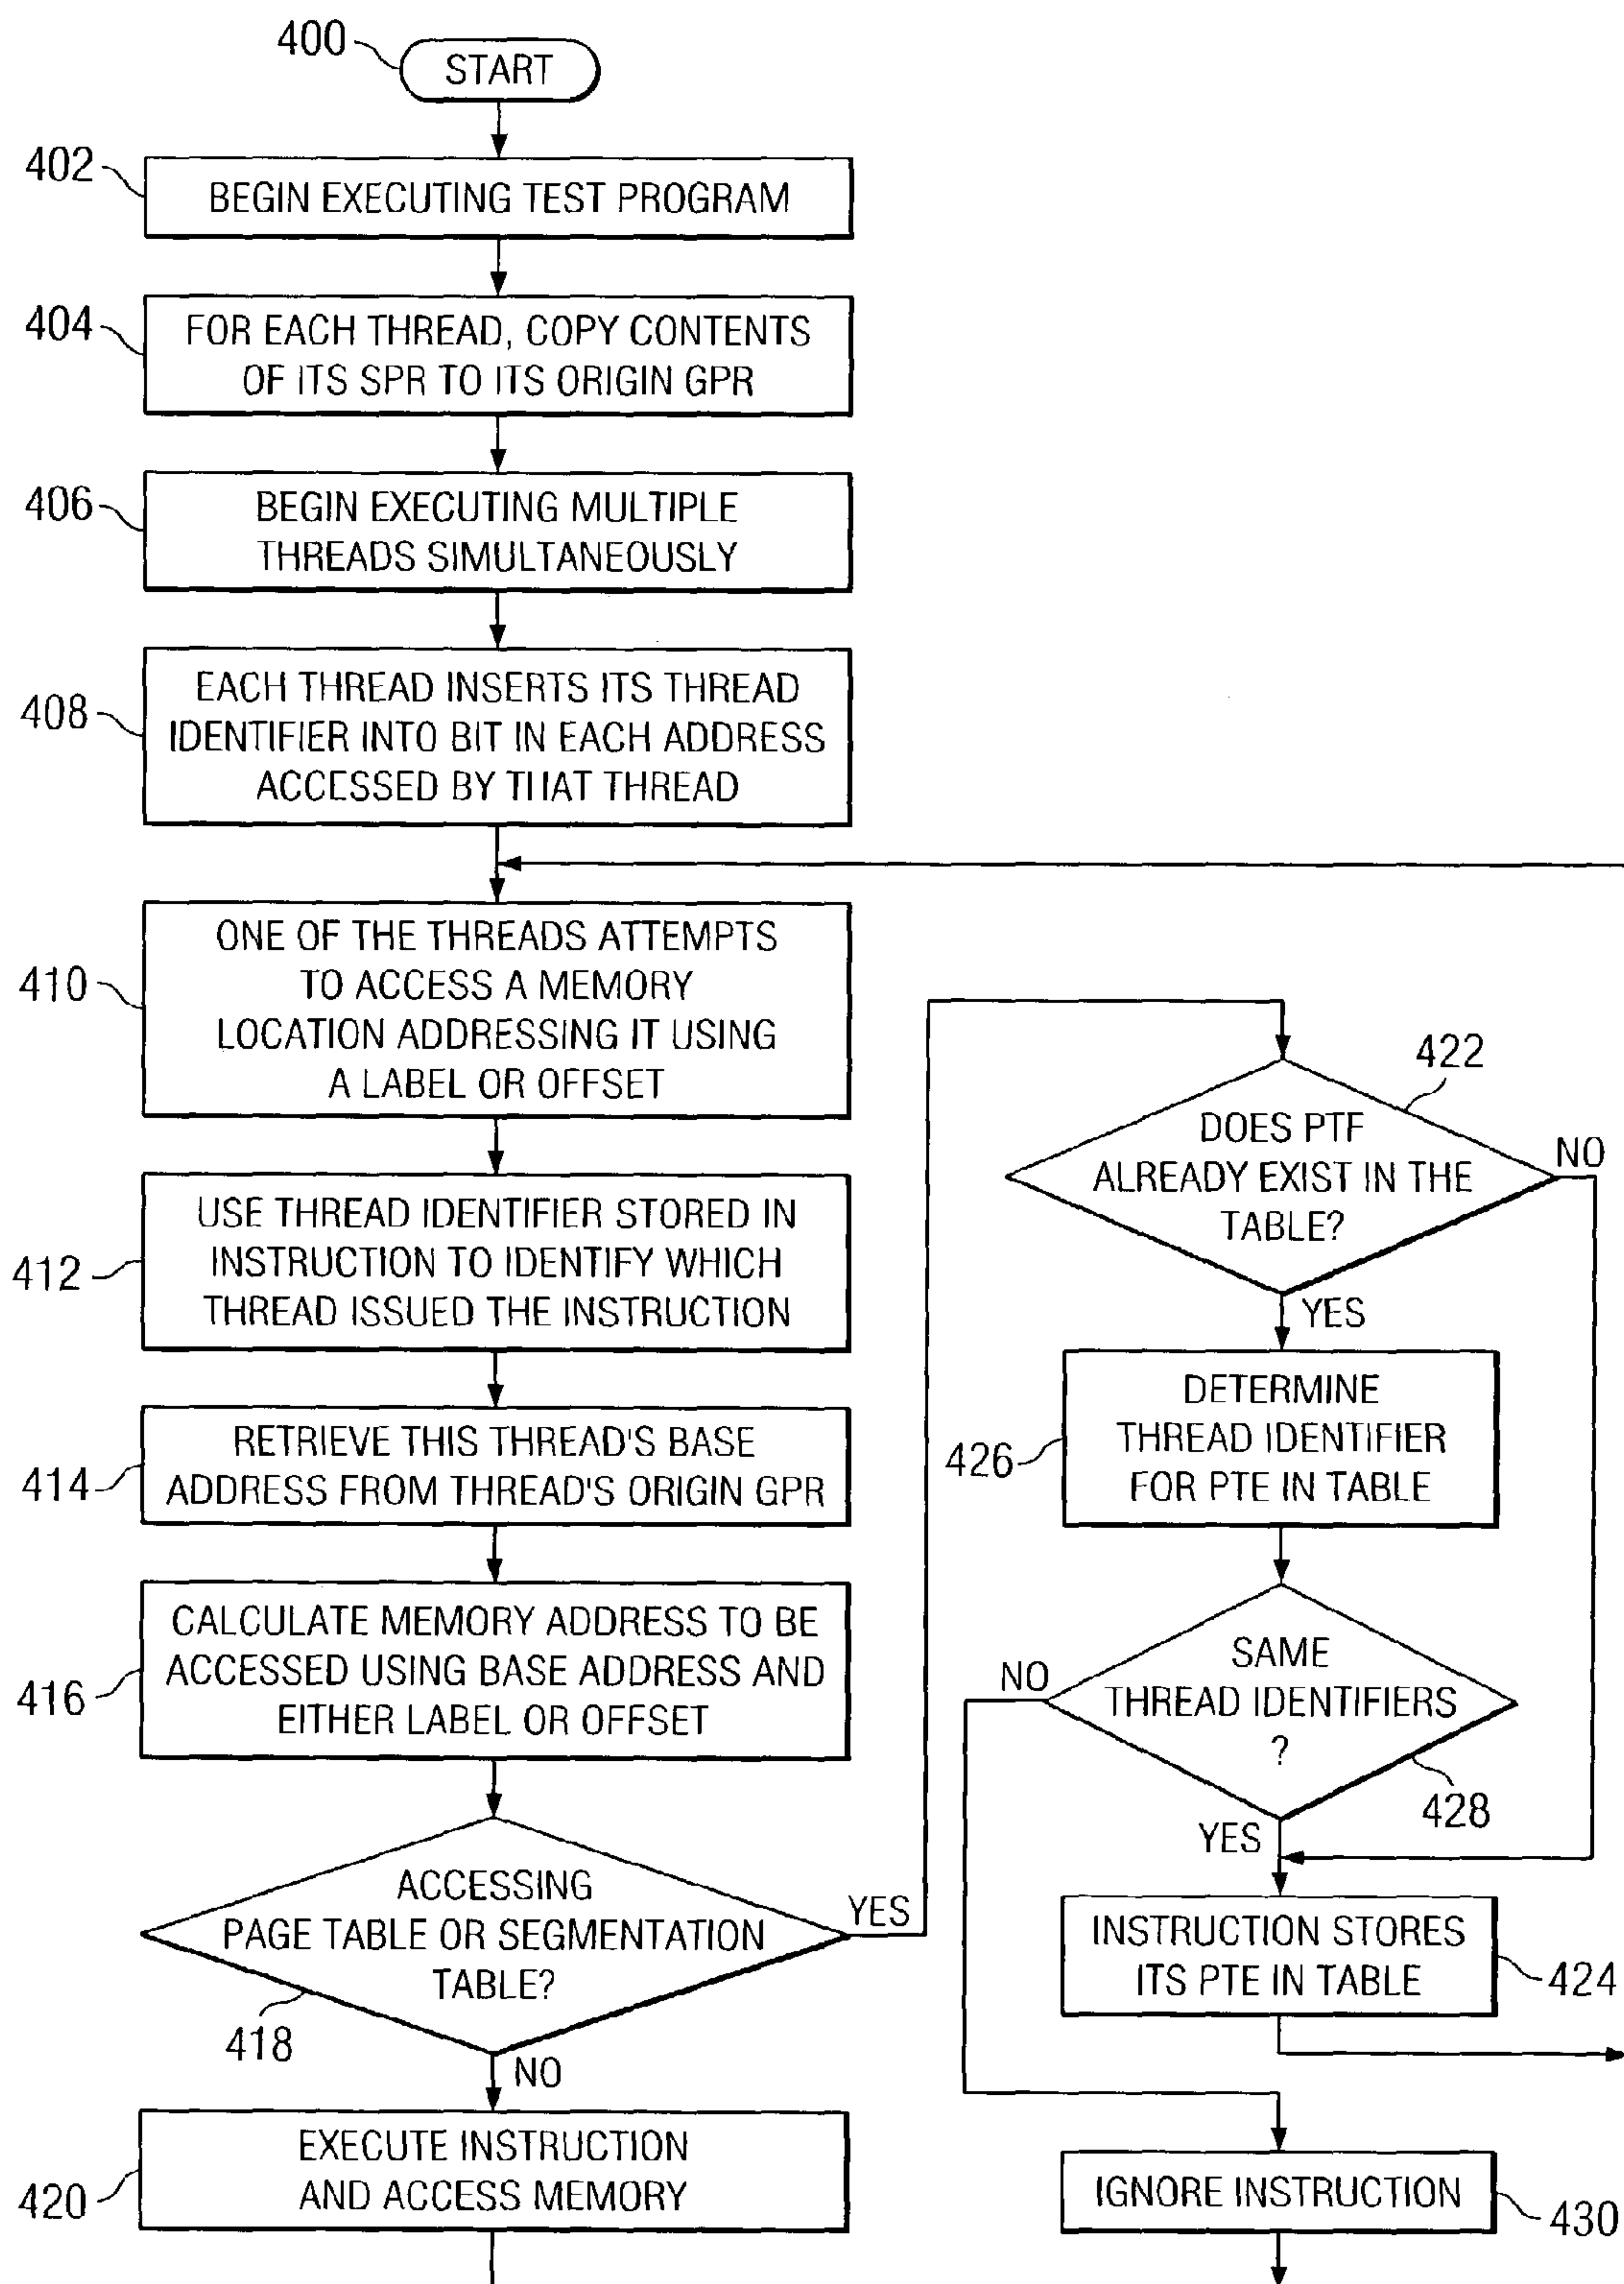 400
START
402
BEGIN EXECUTING TEST PROGRAM
404
FOR EACH THREAD, COPY CONTENTS
OF ITS SPR TO ITS ORIGIN GPR
406
BEGIN EXECUTING MULTIPLE
THREADS SIMULTANEOUSLY
408
EACH THREAD INSERTS ITS THREAD
IDENTIFIER INTO BIT IN EACH ADDRESS
ACCESSED BY THAT THREAD
410
ONE OF THE THREADS ATTEMPTS
TO ACCESS A MEMORY
LOCATION ADDRESSING IT USING
A LABEL OR OFFSET
412
USE THREAD IDENTIFIER STORED IN
INSTRUCTION TO IDENTIFY WHICH
THREAD ISSUED THE INSTRUCTION
414
RETRIEVE THIS THREAD'S BASE
ADDRESS FROM THREAD'S ORIGIN GPR
416
CALCULATE MEMORY ADDRESS TO BE
ACCESSED USING BASE ADDRESS AND
EITHER LABEL OR OFFSET
ACCESSING
PAGE TABLE OR SEGMENTATION
TABLE?
YES
418
NO
420
EXECUTE INSTRUCTION
AND ACCESS MEMORY
422
DOES PTF
ALREADY EXIST IN THE
TABLE?
NO
YES
426
DETERMINE
THREAD IDENTIFIER
FOR PTE IN TABLE
NO
SAME
THREAD IDENTIFIERS
?
428
YES
INSTRUCTION STORES
ITS PTE IN TABLE
424
IGNORE INSTRUCTION
430